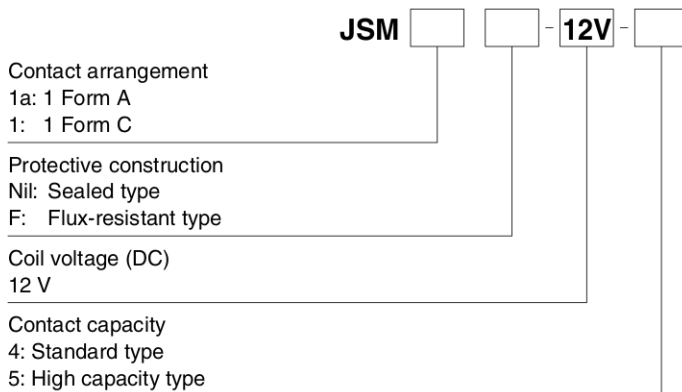 JSM - 12V -
Contact arrangement
1a: 1 Form A
1: 1 Form C
Protective construction
Nil: Sealed type
F: Flux-resistant type
Coil voltage (DC)
12 V
Contact capacity
4: Standard type
5: High capacity type